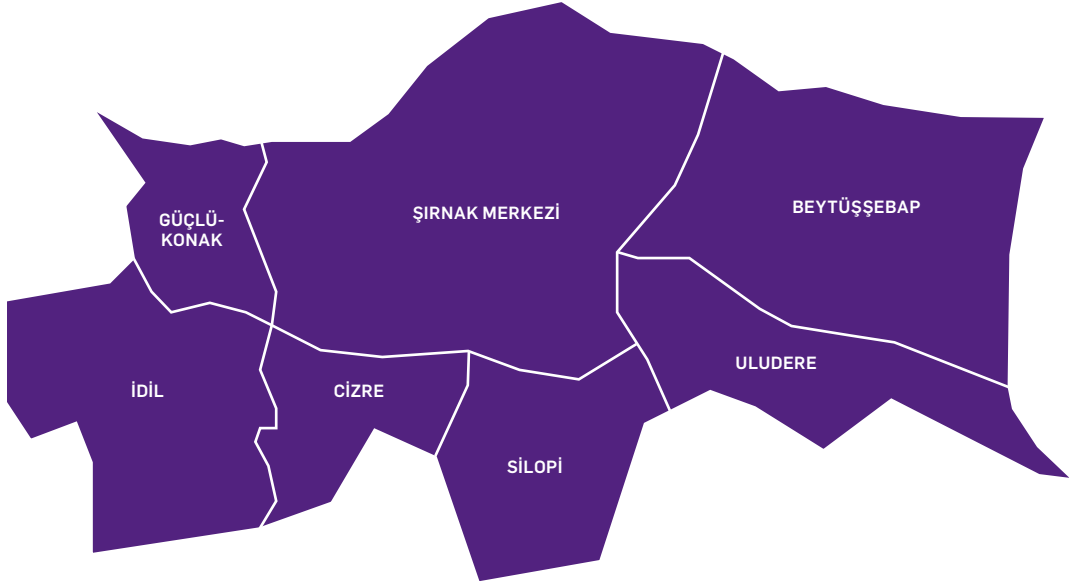 BEYTÜŞŞEBAP
ŞIRNAK MERKEZİ
GÜÇLÜ-
KONAK
ULUDERE
İDİL
CİZRE
SİLOPİ